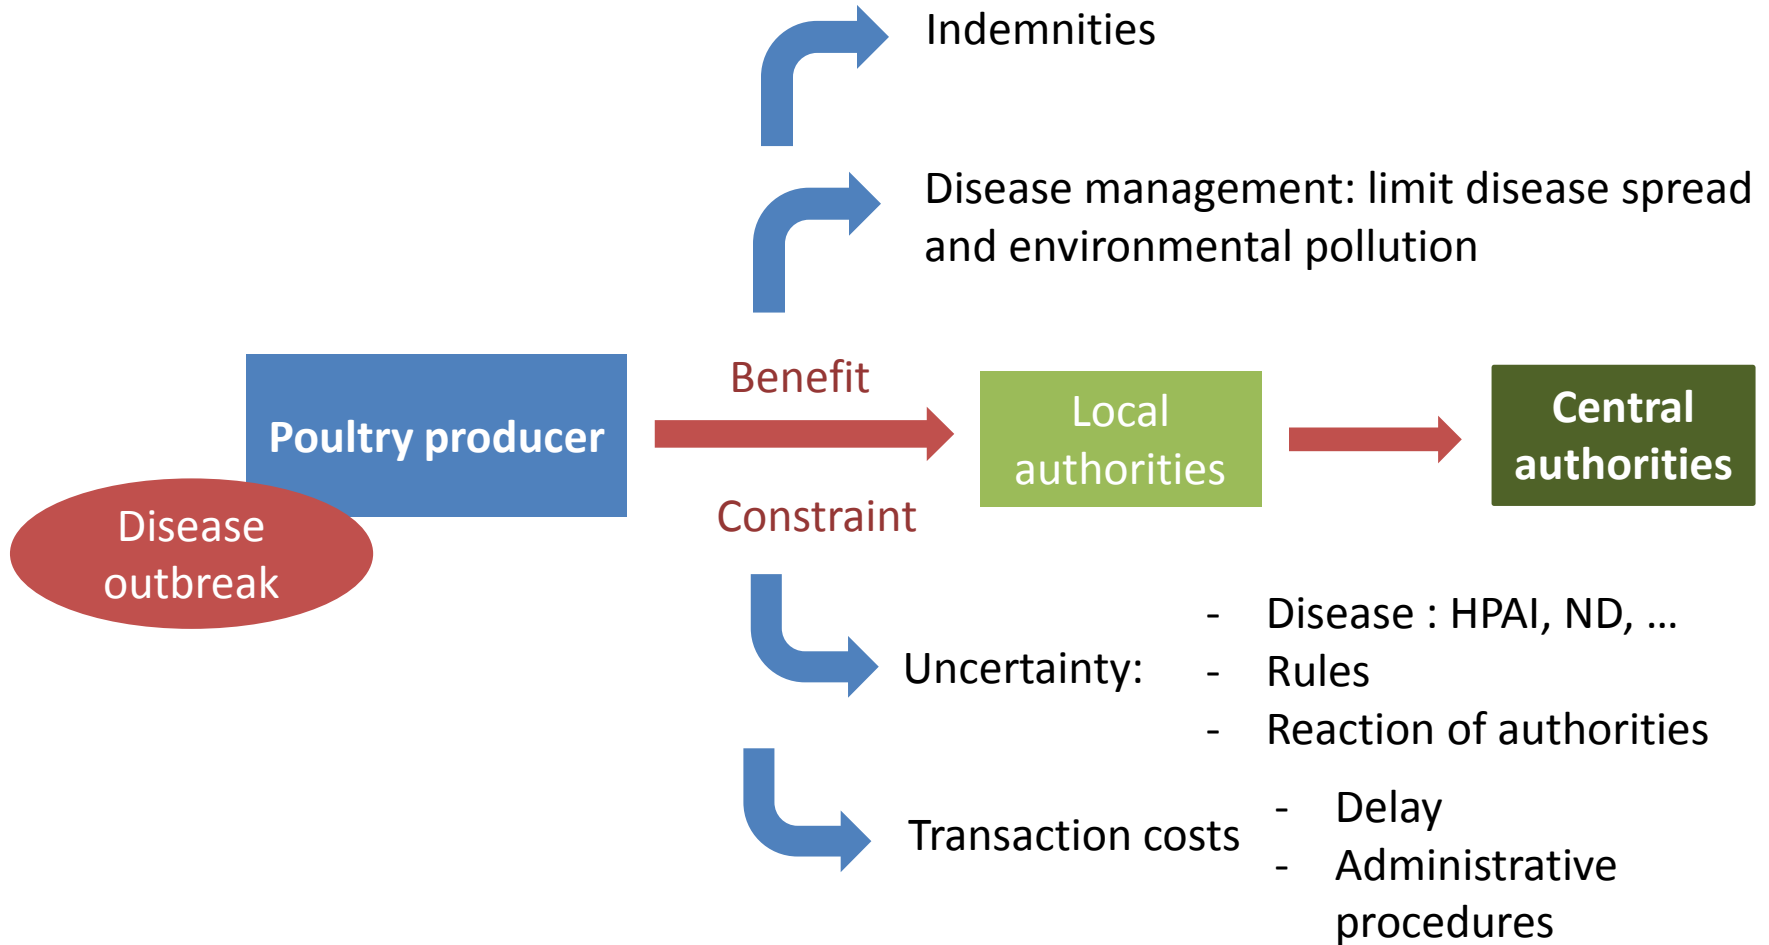 Indemnities
Disease management: limit disease spread
and environmental pollution
Benefit
Poultry producer
Local
authorities
Central
authorities
Constraint
Disease
outbreak
Uncertainty:
- Disease : HPAI, ND, …
- Rules
- Reaction of authorities
Transaction costs
- Delay
- Administrative
procedures